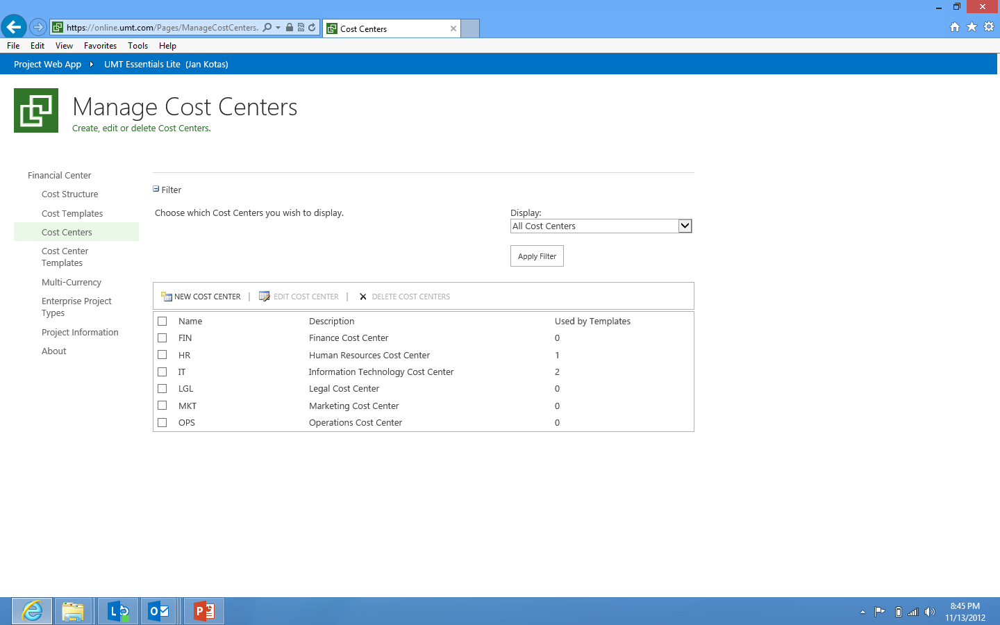 https://online.umt.com/Pages/ManageCostCenters.
Cost Centers
File Edit View Favorites Tools Help
Project Web App UMT Essentials Lite (Jan Kotas)
Manage Cost Centers
Create, edit or delete Cost Centers.
Financial Center
Cost Structure
Cost Templates
Cost Centers
Cost Center
Templates
Multi-Currency
Enterprise Project
Types
Project Information
About
Filter
Choose which Cost Centers you wish to display.
Display:
All Cost Centers
Apply Filter
NEW COST CENTER | EDIT COST CENTER | DELETE COST CENTERS
Name Description Used by Templates
FIN Finance Cost Center 0
HR Human Resources Cost Center 1
IT Information Technology Cost Center 2
LGL Legal Cost Center 0
MKT Marketing Cost Center 0
OPS Operations Cost Center 0
8:45 PM
11/13/2012